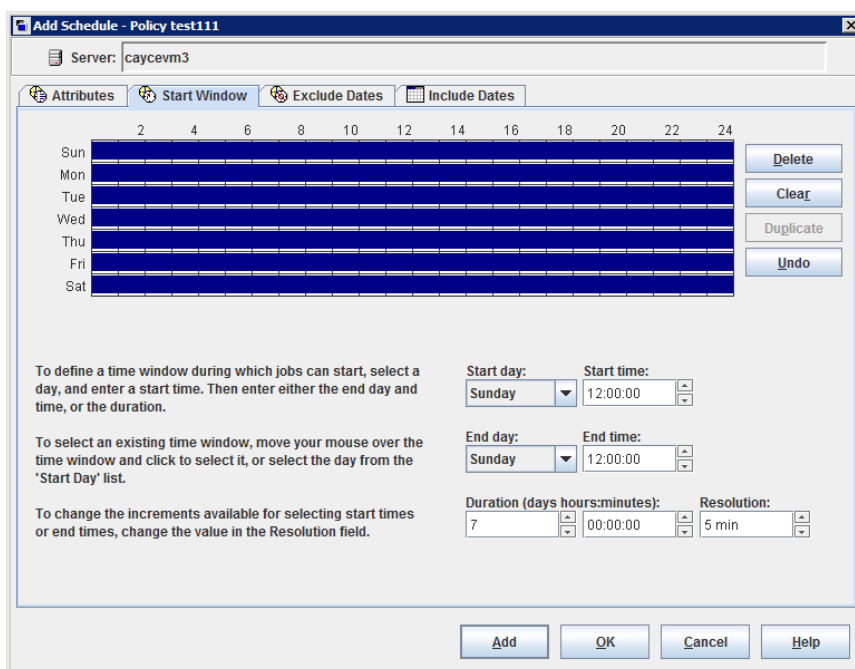 Add Schedule - Policy test111
Server: caycevm3
Attributes Start Window Exclude Dates Include Dates
2 4 6 8 10 12 14 16 18 20 22 24
Sun
Mon
Tue
Wed
Thu
Fri
Sat
Delete
Clear
Duplicate
Undo
To define a time window during which jobs can start, select a
day, and enter a start time. Then enter either the end day and
time, or the duration.
To select an existing time window, move your mouse over the
time window and click to select it, or select the day from the
'Start Day' list.
To change the increments available for selecting start times
or end times, change the value in the Resolution field.
Start day: Start time:
Sunday 12:00:00
End day: End time:
Sunday 12:00:00
Duration (days hours:minutes): Resolution:
7 00:00:00 5 min
Add OK Cancel Help